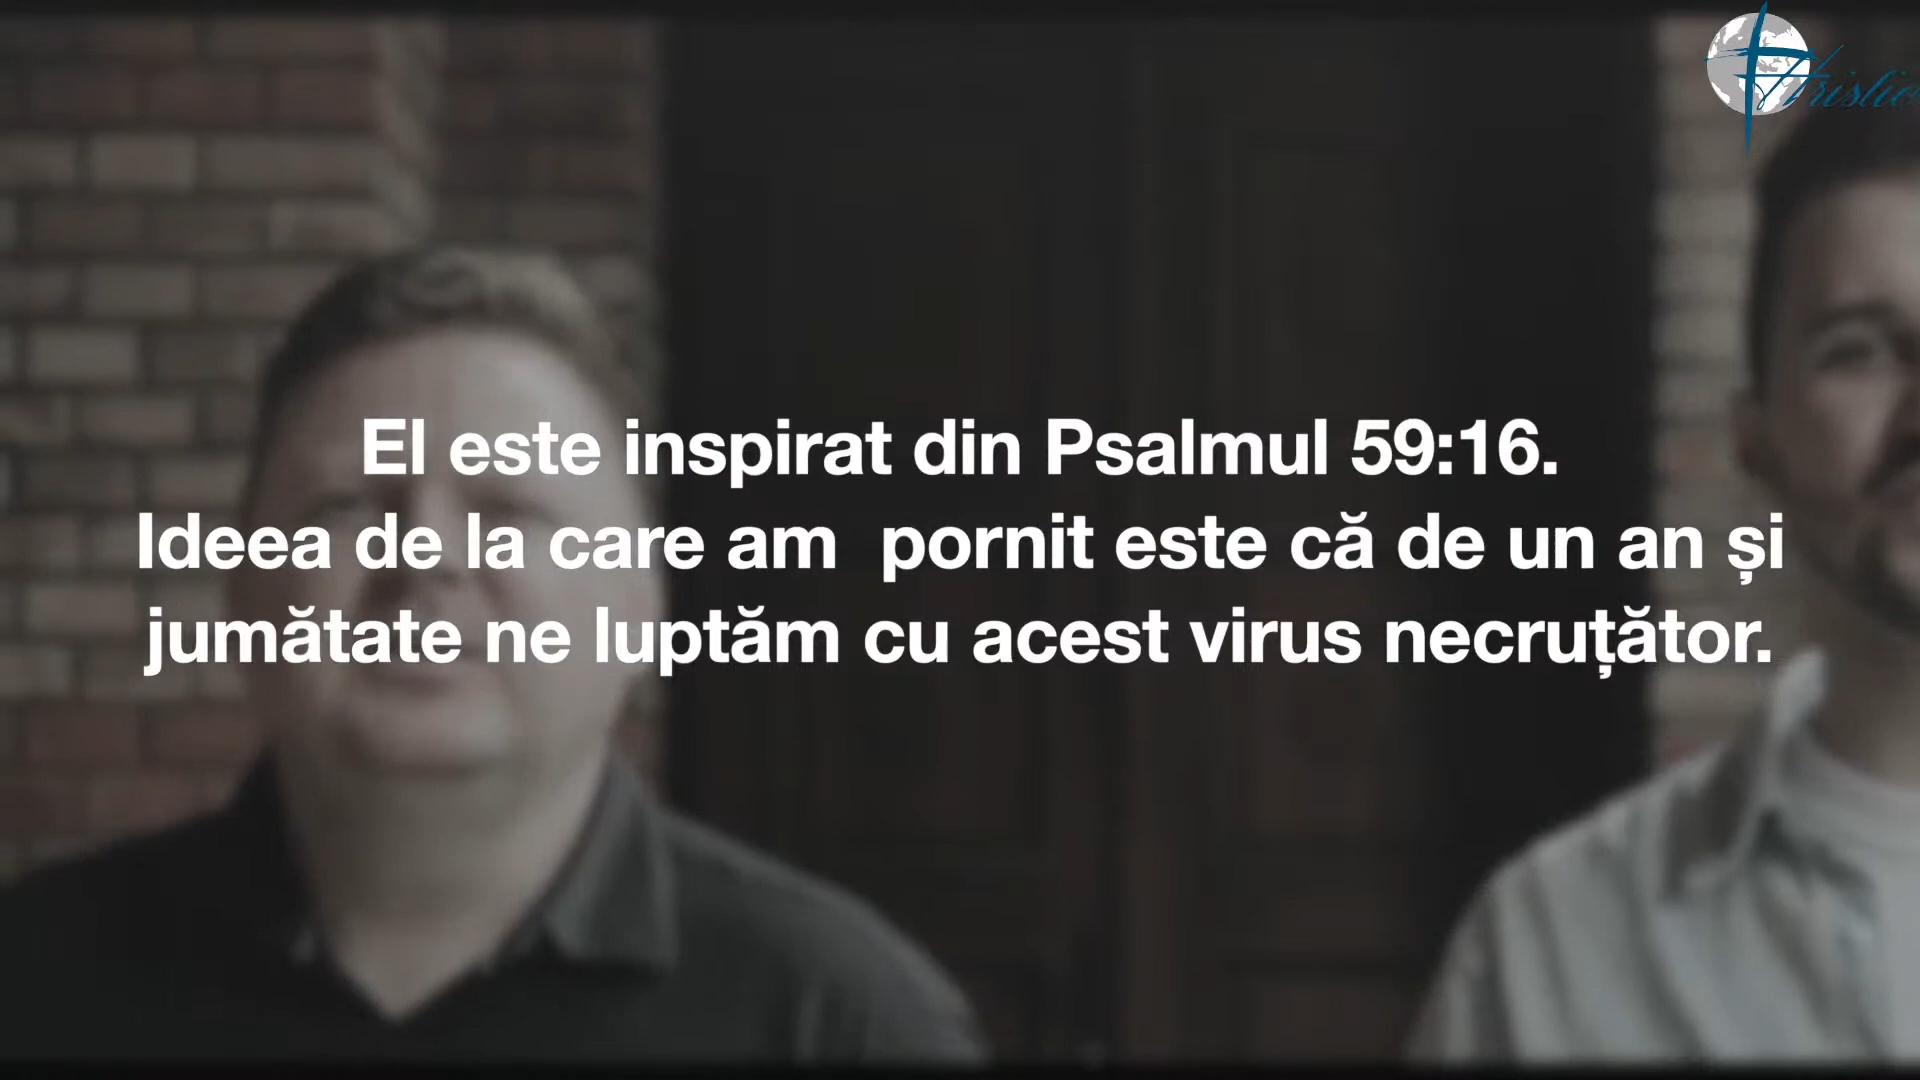 El este inspirat din Psalmul 59:16.
Ideea de la care am  pornit este că de un an și
jumătate ne luptăm cu acest virus necruțător.